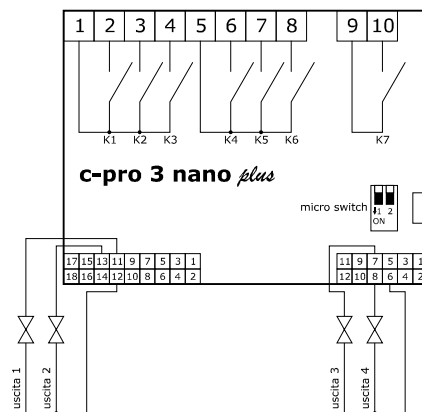 1 2 3 4 5 6 7 8 9 10
K1 K2 K3 K4 K5 K6 K7
c-pro 3 nano plus
micro switch
1 2
ON
17 15 13 11 9 7 5 3 1 11 9 7 5 3 1
18 16 14 12 10 8 6 4 2 12 10 8 6 4 2
uscita 1
uscita 2
uscita 3
uscita 4